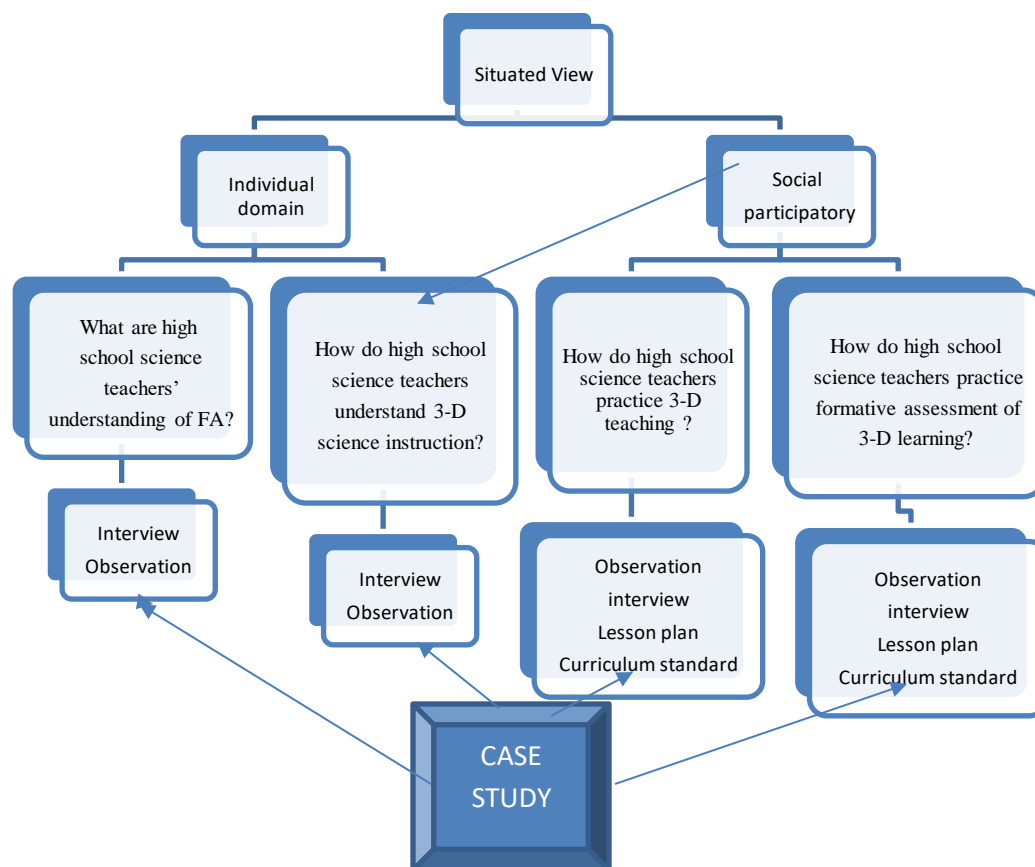 Situated View
Individual
domain
Social
participatory
What are high
school science
teachers’
understanding of FA?
How do high school
science teachers
understand 3-D
science instruction?
How do high school
science teachers
practice 3-D
teaching ?
How do high school
science teachers practice
formative assessment of
3-D learning?
Interview
Observation
Interview
Observation
Observation
interview
Lesson plan
Curriculum standard
Observation
interview
Lesson plan
Curriculum standard
CASE
STUDY